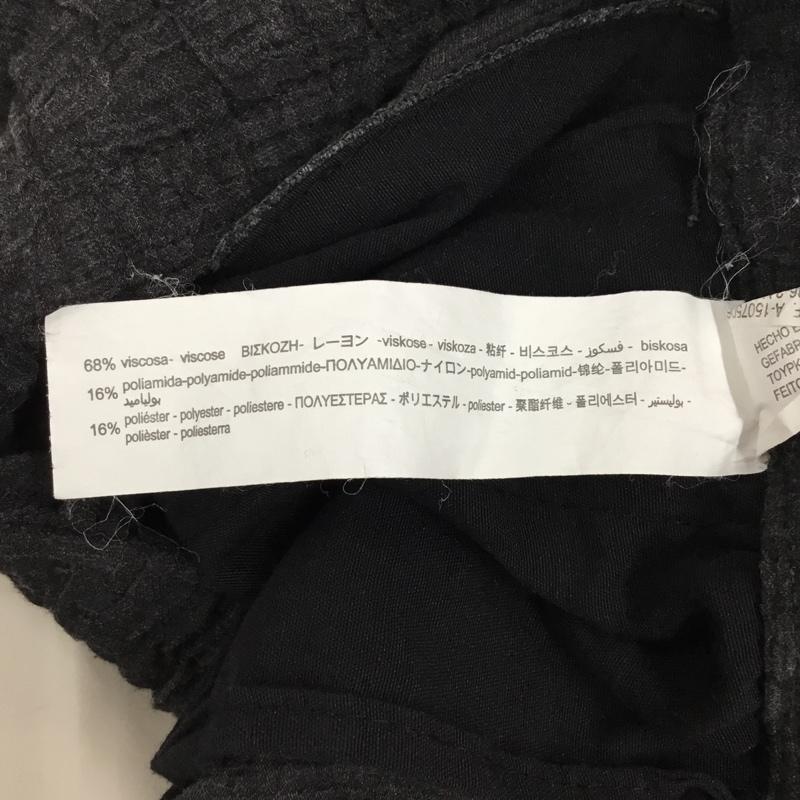 68% viscosa- viscose ΒΙΣΚΟΖΗ- レーヨン -viskose- viskoza- 粘纤 - 비스코스 - فسكوز - biskosa
16% poliamida-polyamide-poliammide-ΠΟΛΥΑΜΙΔΙΟ-ナイロン-polyamid-poliamid-锦纶-폴리아미드-
بولياميد
16% poliéster - polyester - poliestere - ΠΟΛΥΕΣΤΕΡΑΣ - ポリエステル - poliester - 聚酯纤维 - 폴리에스터 - بوليستير -
polièster - poliesterra
A-1507506
HECHO E
GEFABR
ΤΟΥΡΚ
FEITO